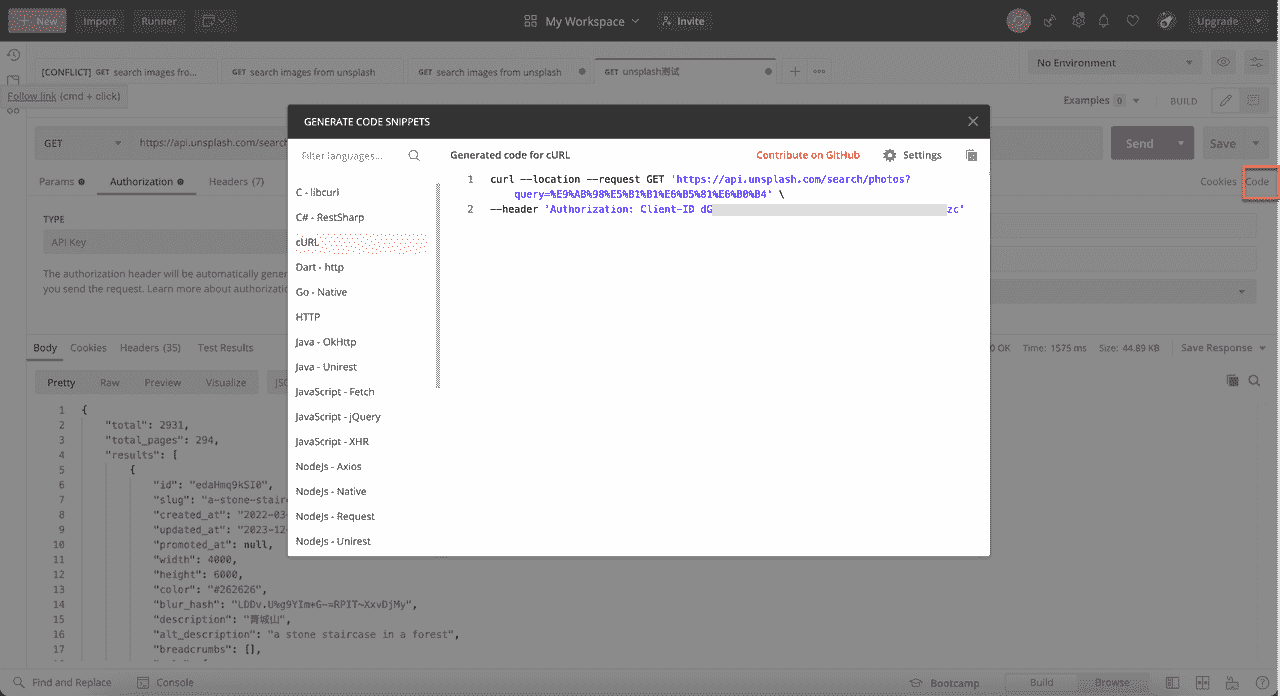 New
Import
Runner
My Workspace
Invite
Upgrade
[CONFLICT] GET search images fro...
GET search images from unsplash
GET search images from unsplash
GET unsplash测试
No Environment
Follow link (cmd + click)
Examples 0
BUILD
GET
https://api.unsplash.com/search
Send
Save
Params
Authorization
Headers (7)
Cookies
Code
TYPE
API Key
The authorization header will be automatically gener
you send the request. Learn more about authorizatio
GENERATE CODE SNIPPETS
Filter languages...
Generated code for cURL
Contribute on GitHub
Settings
C - libcurl
C# - RestSharp
cURL
Dart - http
Go - Native
HTTP
Java - OkHttp
Java - Unirest
JavaScript - Fetch
JavaScript - jQuery
JavaScript - XHR
NodeJs - Axios
NodeJs - Native
NodeJs - Request
NodeJs - Unirest
1 curl --location --request GET 'https://api.unsplash.com/search/photos?
query=%E9%AB%98%E5%B1%B1%E6%B5%81%E6%B0%B4' \
2 --header 'Authorization: Client-ID dG zc'
Body
Cookies
Headers (35)
Test Results
0 OK
Time: 1575 ms
Size: 44.89 KB
Save Response
Pretty
Raw
Preview
Visualize
JSO
1 {
2 "total": 2931,
3 "total_pages": 294,
4 "results": [
5 {
6 "id": "edaHmq9kSI0",
7 "slug": "a-stone-stairc
8 "created_at": "2022-03
9 "updated_at": "2023-12
10 "promoted_at": null,
11 "width": 4000,
12 "height": 6000,
13 "color": "#262626",
14 "blur_hash": "LDDv.U%g9YIm+G~=RPIT~XxvDjMy",
15 "description": "青城山",
16 "alt_description": "a stone staircase in a forest",
17 "breadcrumbs": [],
Find and Replace
Console
Bootcamp
Build
Browse